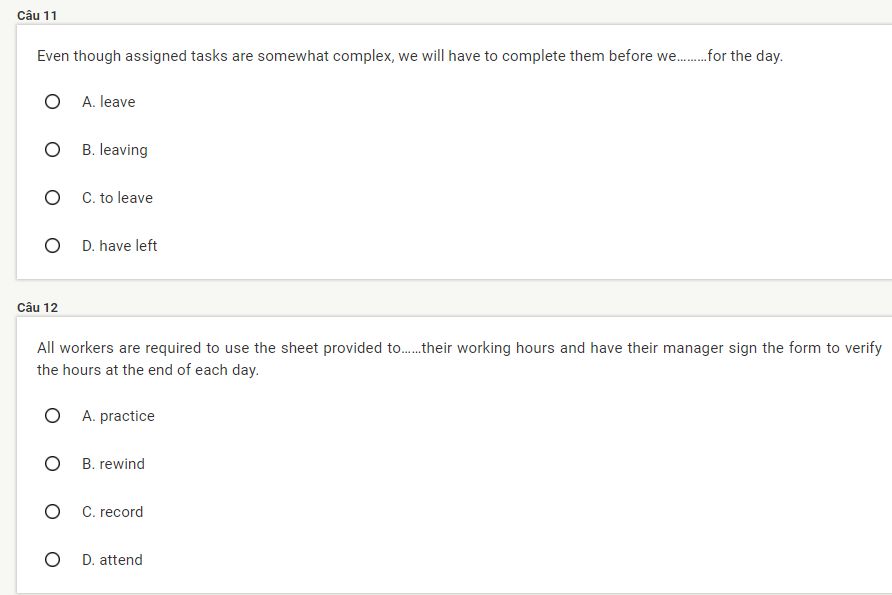 Câu 11
Even though assigned tasks are somewhat complex, we will have to complete them before we.........for the day.
A. leave
B. leaving
C. to leave
D. have left
Câu 12
All workers are required to use the sheet provided to......their working hours and have their manager sign the form to verify
the hours at the end of each day.
A. practice
B. rewind
C. record
D. attend